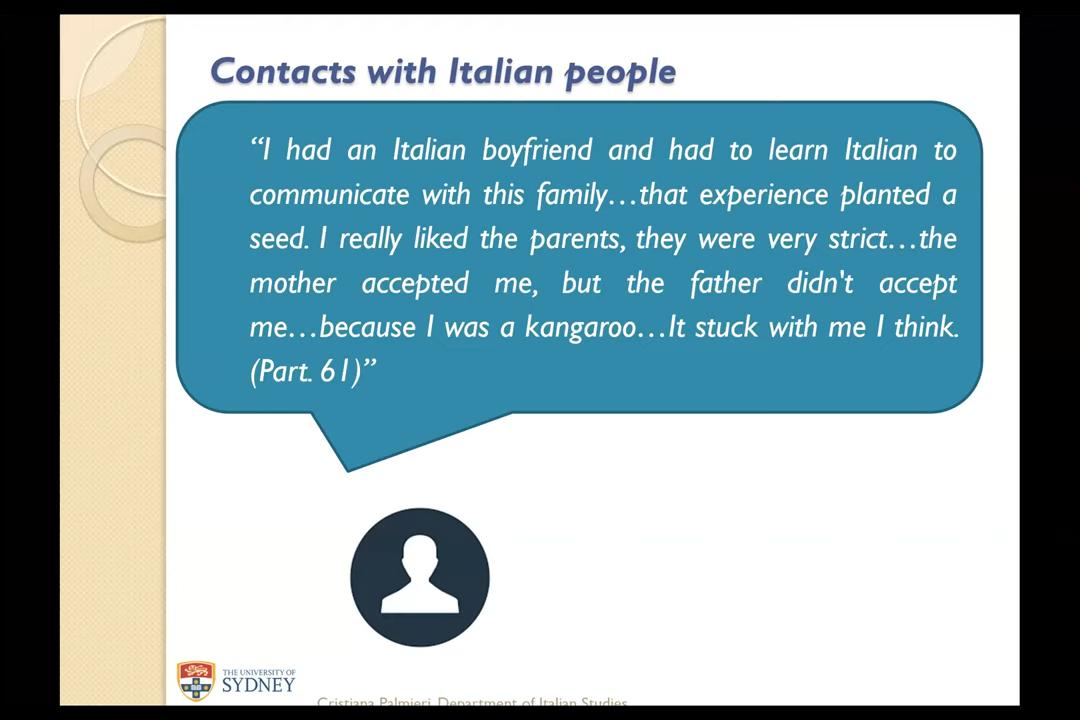 Contacts with Italian people
“I had an Italian boyfriend and had to learn Italian to
communicate with this family…that experience planted a
seed. I really liked the parents, they were very strict…the
mother accepted me, but the father didn't accept
me…because I was a kangaroo…It stuck with me I think.
(Part. 61)”
THE UNIVERSITY OF
SYDNEY
Cristiana Palmieri, Department of Italian Studies